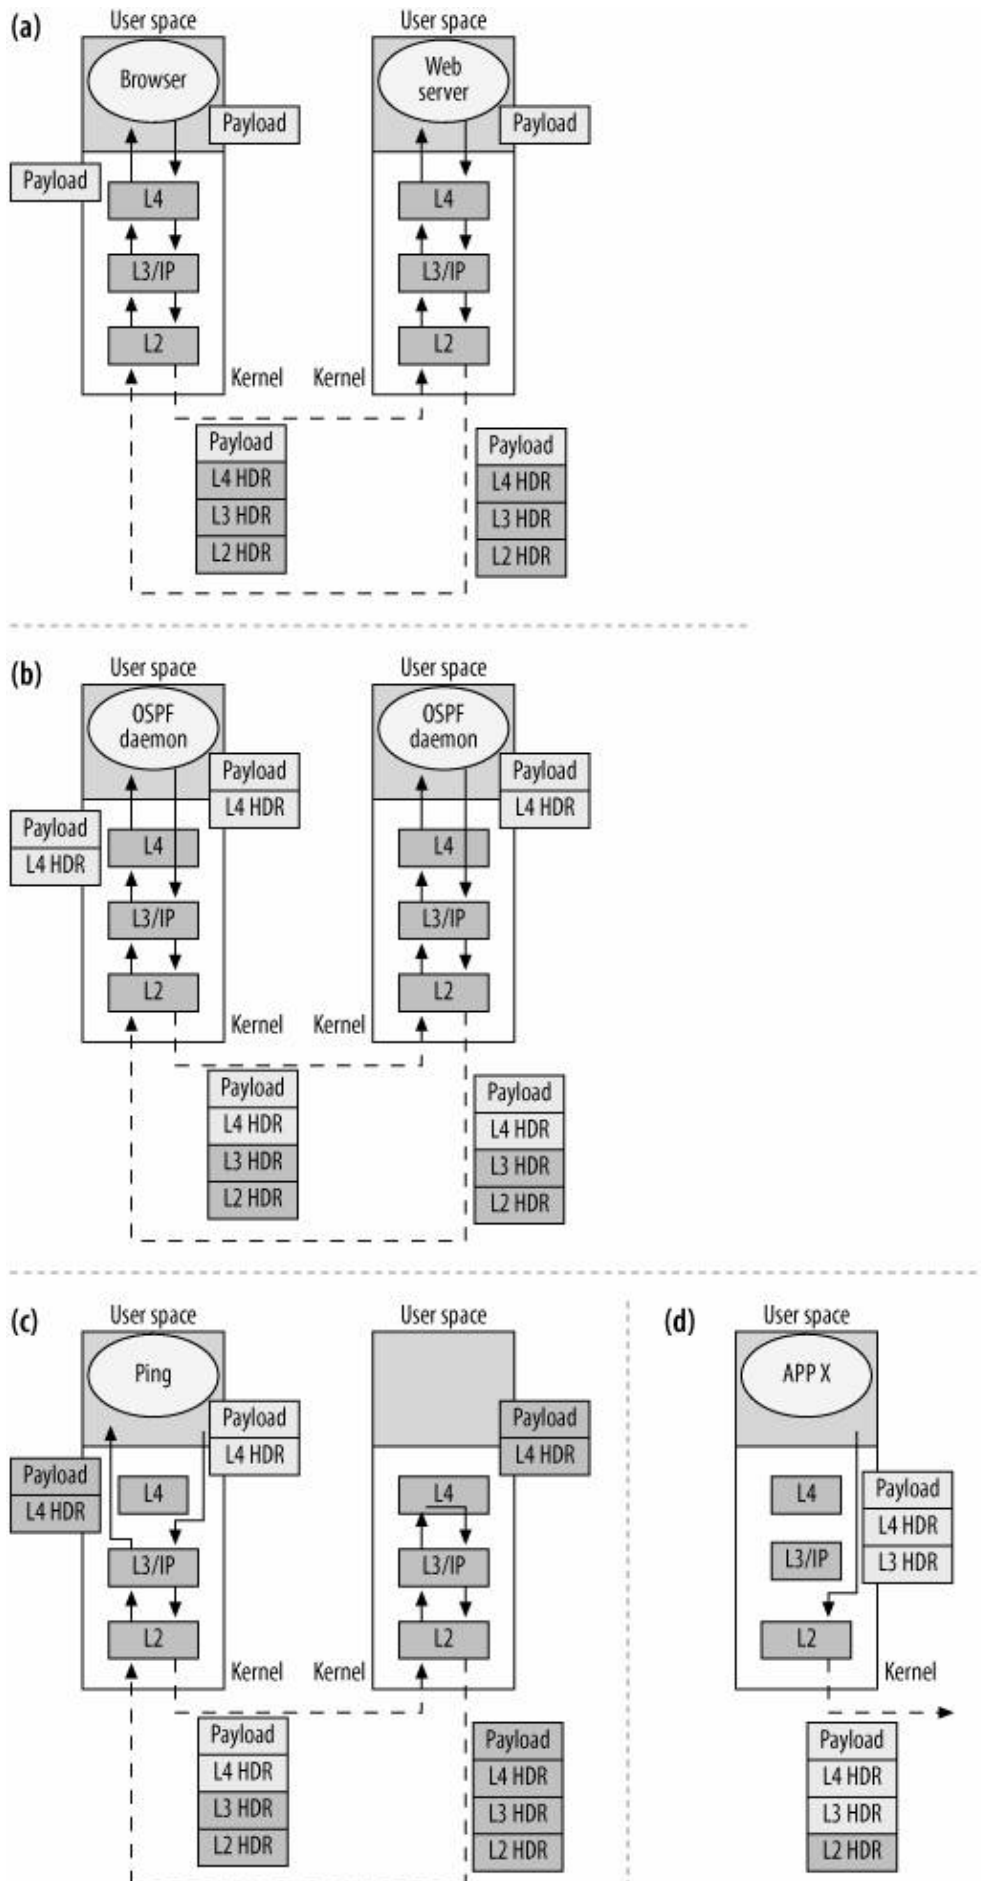 (a)
User space
User space
Browser
Web
server
Payload
Payload
Payload
L4
L4
L3/IP
L3/IP
L2
L2
Kernel
Kernel
Payload
L4 HDR
L3 HDR
L2 HDR
Payload
L4 HDR
L3 HDR
L2 HDR
(b)
User space
User space
OSPF
daemon
OSPF
daemon
Payload
L4 HDR
Payload
L4 HDR
Payload
L4 HDR
L4
L4
L3/IP
L3/IP
L2
L2
Kernel
Kernel
Payload
L4 HDR
L3 HDR
L2 HDR
Payload
L4 HDR
L3 HDR
L2 HDR
(c)
User space
User space
Ping
Payload
L4 HDR
Payload
L4 HDR
Payload
L4 HDR
L4
L4
L3/IP
L3/IP
L2
L2
Kernel
Kernel
Payload
L4 HDR
L3 HDR
L2 HDR
Payload
L4 HDR
L3 HDR
L2 HDR
(d)
User space
APP X
L4
L3/IP
Payload
L4 HDR
L3 HDR
L2
Kernel
Payload
L4 HDR
L3 HDR
L2 HDR